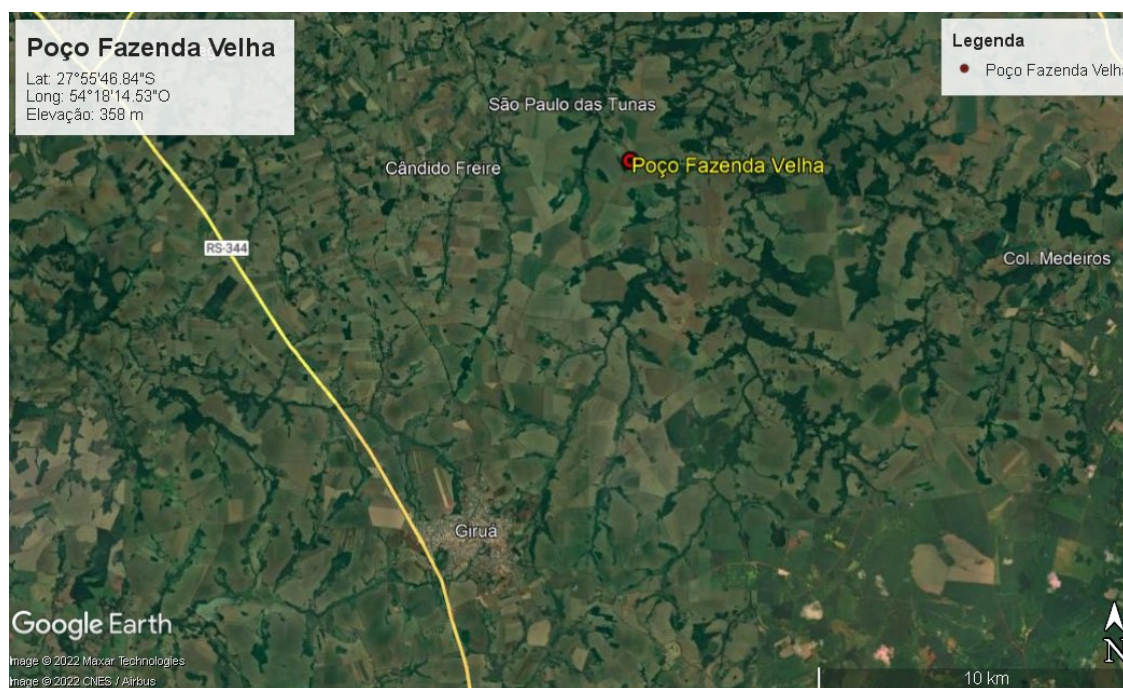 Poço Fazenda Velha
Lat: 27°55'46.84"S
Long: 54°18'14.53"O
Elevação: 358 m
Legenda
Poço Fazenda Velha
São Paulo das Tunas
Cândido Freire
Poço Fazenda Velha
RS-344
Col. Medeiros
Giruá
Google Earth
Image © 2022 Maxar Technologies
Image © 2022 CNES / Airbus
N
10 km